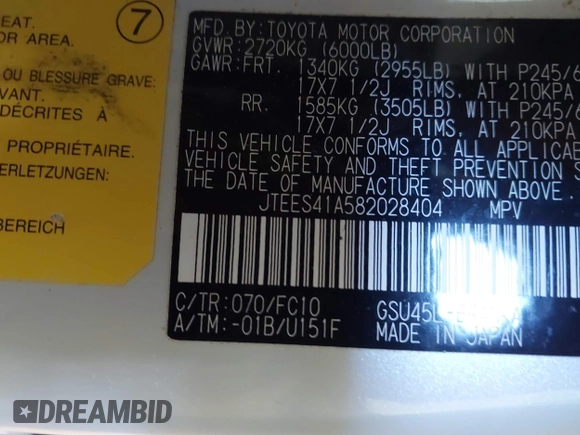 SEAT.
OR AREA.
7
OU BLESSURE GRAVE:
VANT.
DÉCRITES À
PROPRIÉTAIRE.
ERLETZUNGEN:
BEREICH
MFD.BY:TOYOTA MOTOR CORPORATION
GVWR:2720KG (6000LB)
GAWR:FRT. 1340KG (2955LB) WITH P245/6
17X7 1/2J RIMS, AT 210KPA
RR. 1585KG (3505LB) WITH P245/6
17X7 1/2J RIMS, AT 210KPA
THIS VEHICLE CONFORMS TO ALL APPLICAB
VEHICLE SAFETY AND THEFT PREVENTION S
THE DATE OF MANUFACTURE SHOWN ABOVE.
JTEES41A582028404 MPV
C/TR:070/FC10
A/TM:-01B/U151F
MADE IN JAPAN
DREAMBID